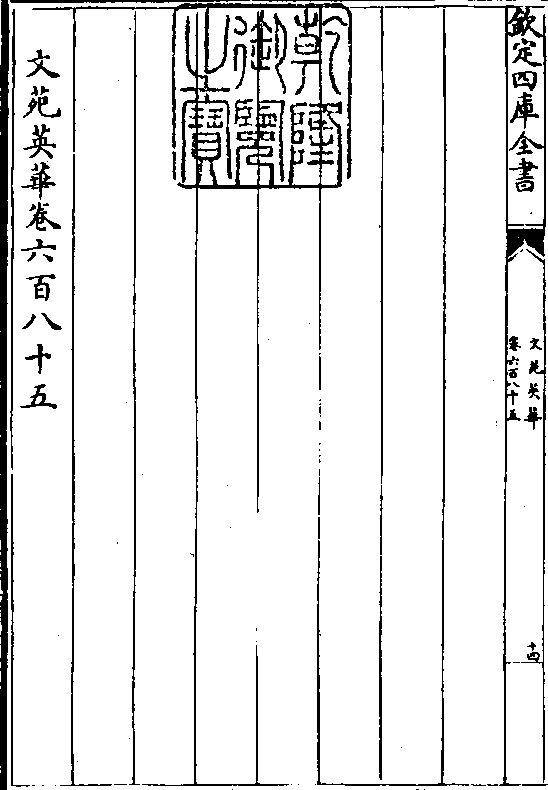 欽定四庫全書
文苑英華
卷六百八十五
十四
乾隆
御覽
之寶
文苑英華卷六百八十五